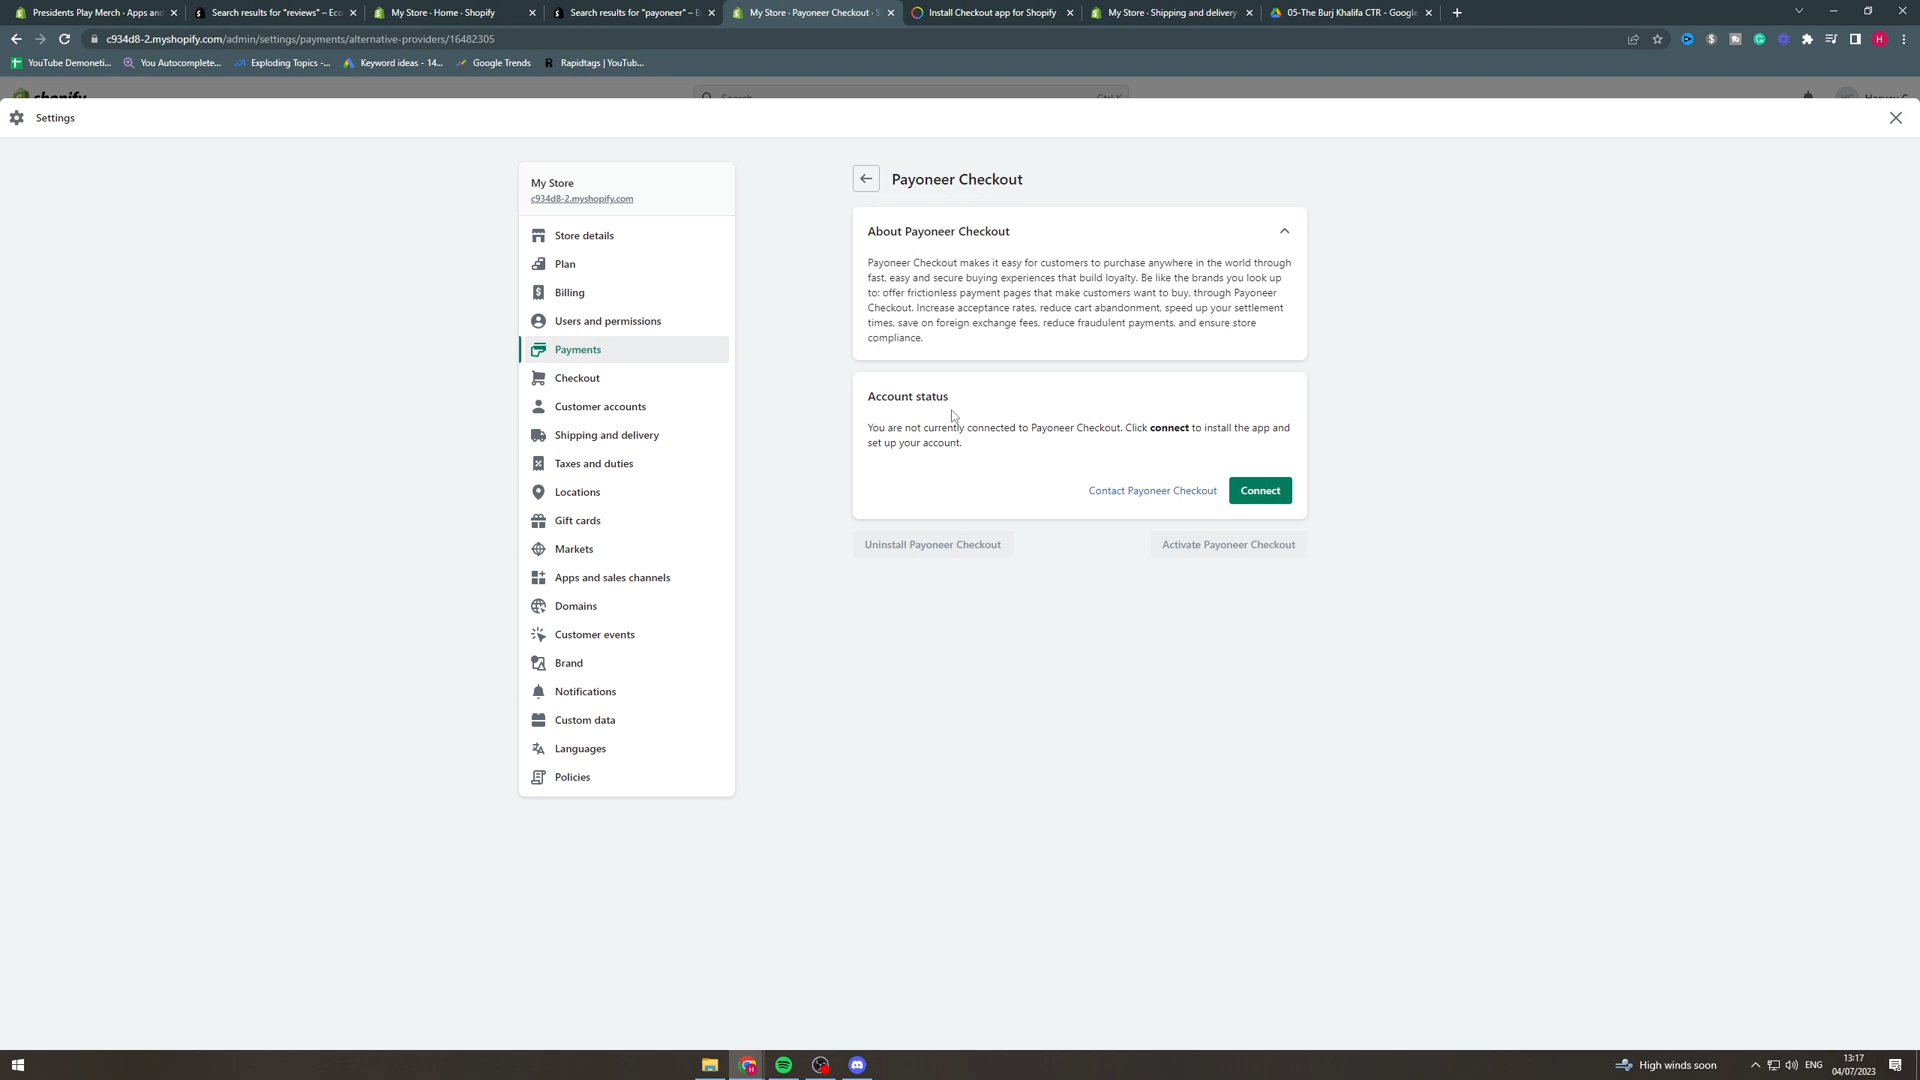 Presidents Play Merch · Apps and
Search results for "reviews" – Eco
My Store · Home · Shopify
Search results for "payoneer" – E
My Store · Payoneer Checkout · S
Install Checkout app for Shopify
My Store · Shipping and delivery
05-The Burj Khalifa CTR - Google
c934d8-2.myshopify.com/admin/settings/payments/alternative-providers/16482305
YouTube Demoneti...
You Autocomplete...
Exploding Topics -...
Keyword ideas - 14...
Google Trends
Rapidtags | YouTub...
shopify
Search
Ctrl K
Settings
My Store
c934d8-2.myshopify.com
Store details
Plan
Billing
Users and permissions
Payments
Checkout
Customer accounts
Shipping and delivery
Taxes and duties
Locations
Gift cards
Markets
Apps and sales channels
Domains
Customer events
Brand
Notifications
Custom data
Languages
Policies
Payoneer Checkout
About Payoneer Checkout
Payoneer Checkout makes it easy for customers to purchase anywhere in the world through
fast, easy and secure buying experiences that build loyalty. Be like the brands you look up
to: offer frictionless payment pages that make customers want to buy, through Payoneer
Checkout. Increase acceptance rates, reduce cart abandonment, speed up your settlement
times, save on foreign exchange fees, reduce fraudulent payments, and ensure store
compliance.
Account status
You are not currently connected to Payoneer Checkout. Click connect to install the app and
set up your account.
Contact Payoneer Checkout
Connect
Uninstall Payoneer Checkout
Activate Payoneer Checkout
High winds soon
ENG
13:17
04/07/2023